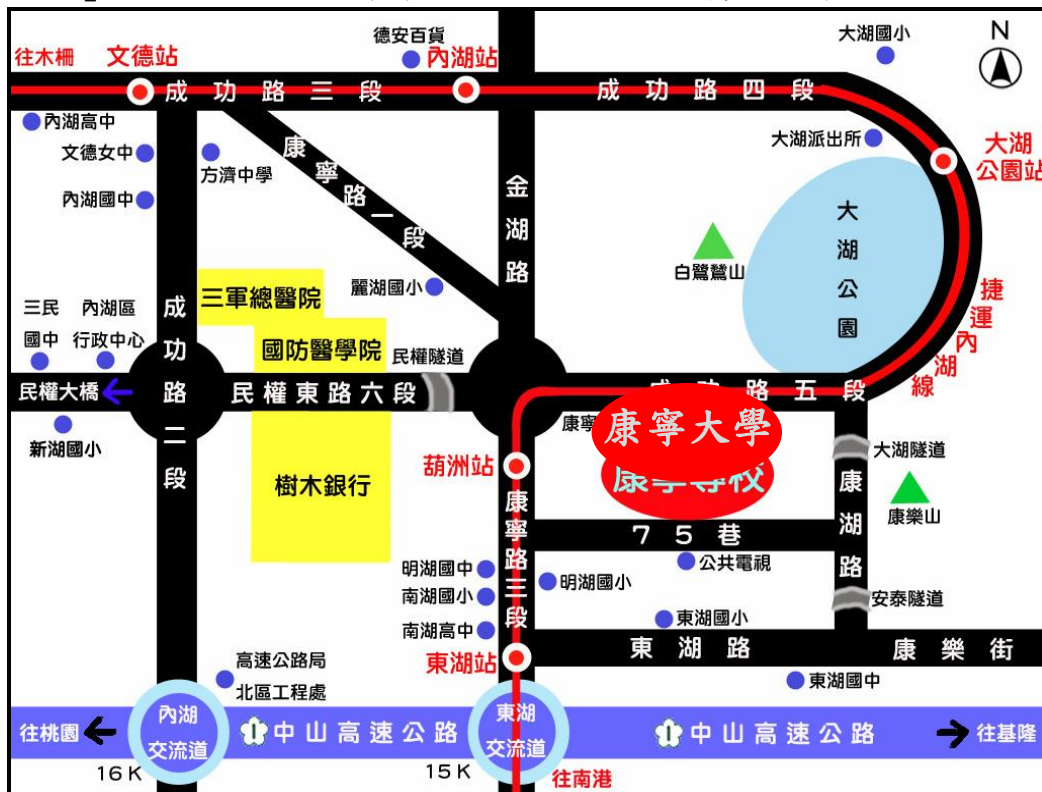 德安百貨
大湖國小
N
往木柵
文德站
內湖站
成功路三段
成功路四段
內湖高中
文德女中
方濟中學
內湖國中
康寧路一段
金湖路
大湖派出所
大湖公園站
大湖公園
白鷺鷥山
捷運內湖線
三軍總醫院
麗湖國小
國防醫學院
民權隧道
三民國中
內湖區行政中心
成功路二段
民權大橋
民權東路六段
成功路五段
新湖國小
康寧
康寧大學
康寧專校
大湖隧道
葫洲站
樹木銀行
康寧路三段
康湖路
康樂山
75巷
公共電視
明湖國中
明湖國小
南湖國小
安泰隧道
東湖國小
南湖高中
東湖路
康樂街
東湖站
高速公路局
北區工程處
東湖國中
往桃園
內湖
交流道
1
中山高速公路
東湖
交流道
1
中山高速公路
往基隆
16K
15K
往南港